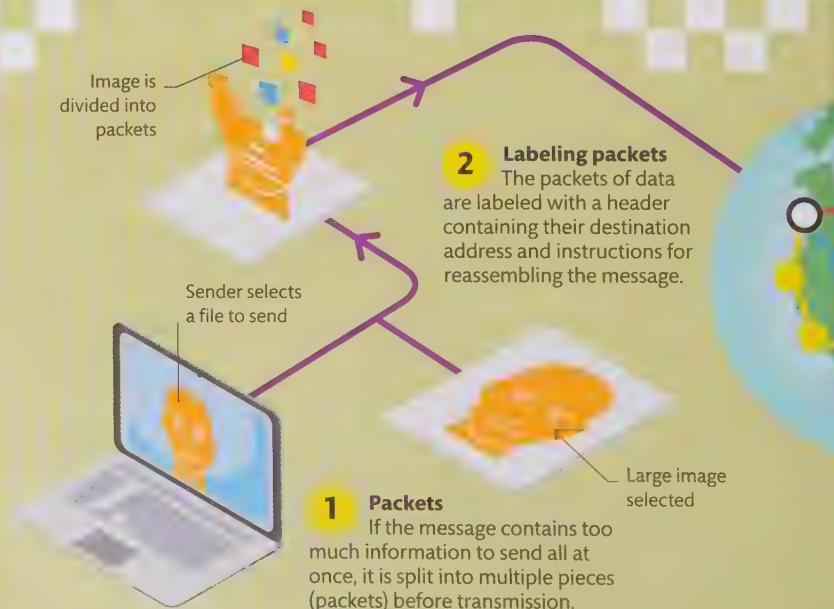 Image is
divided into
packets
2 Labeling packets
The packets of data
are labeled with a header
containing their destination
address and instructions for
reassembling the message.
Sender selects
a file to send
Large image
selected
1 Packets
If the message contains too
much information to send all at
once, it is split into multiple pieces
(packets) before transmission.